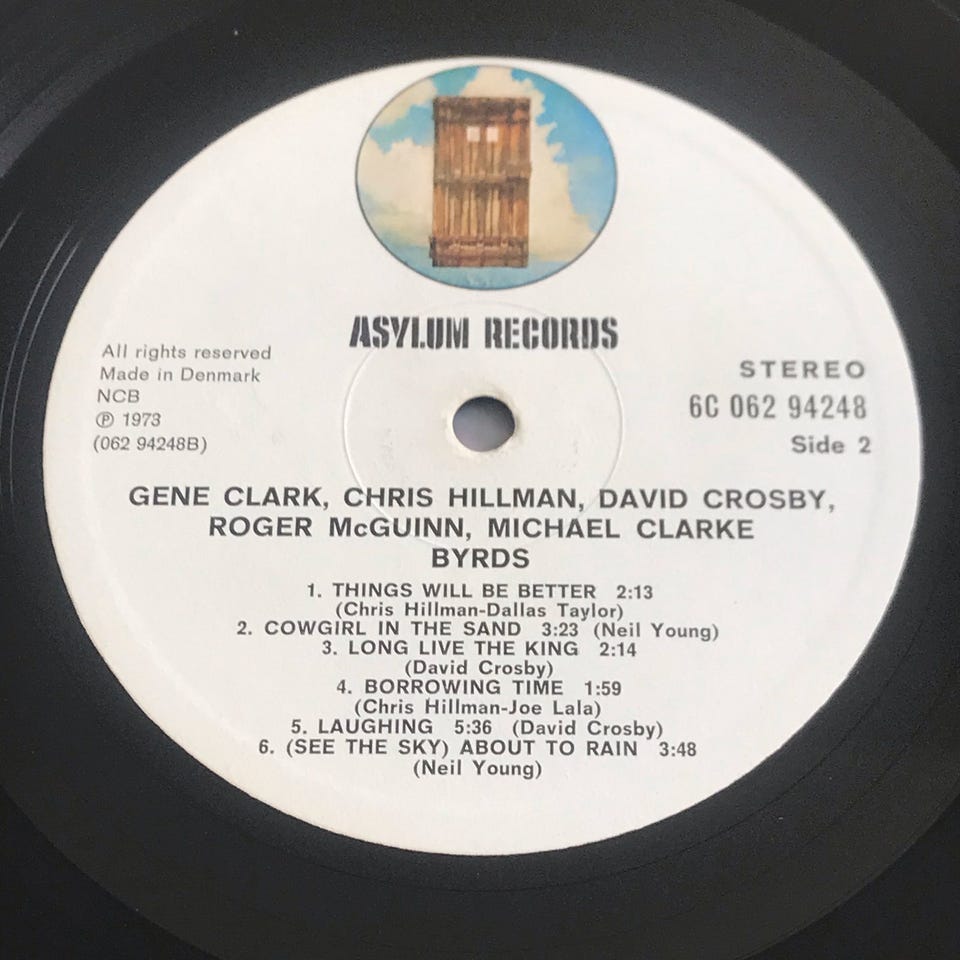 ASYLUM RECORDS
All rights reserved
Made in Denmark
NCB
℗ 1973
(062 94248B)
STEREO
6C 062 94248
Side 2
GENE CLARK, CHRIS HILLMAN, DAVID CROSBY,
ROGER McGUINN, MICHAEL CLARKE
BYRDS
1. THINGS WILL BE BETTER 2:13
(Chris Hillman-Dallas Taylor)
2. COWGIRL IN THE SAND 3:23 (Neil Young)
3. LONG LIVE THE KING 2:14
(David Crosby)
4. BORROWING TIME 1:59
(Chris Hillman-Joe Lala)
5. LAUGHING 5:36 (David Crosby)
6. (SEE THE SKY) ABOUT TO RAIN 3:48
(Neil Young)